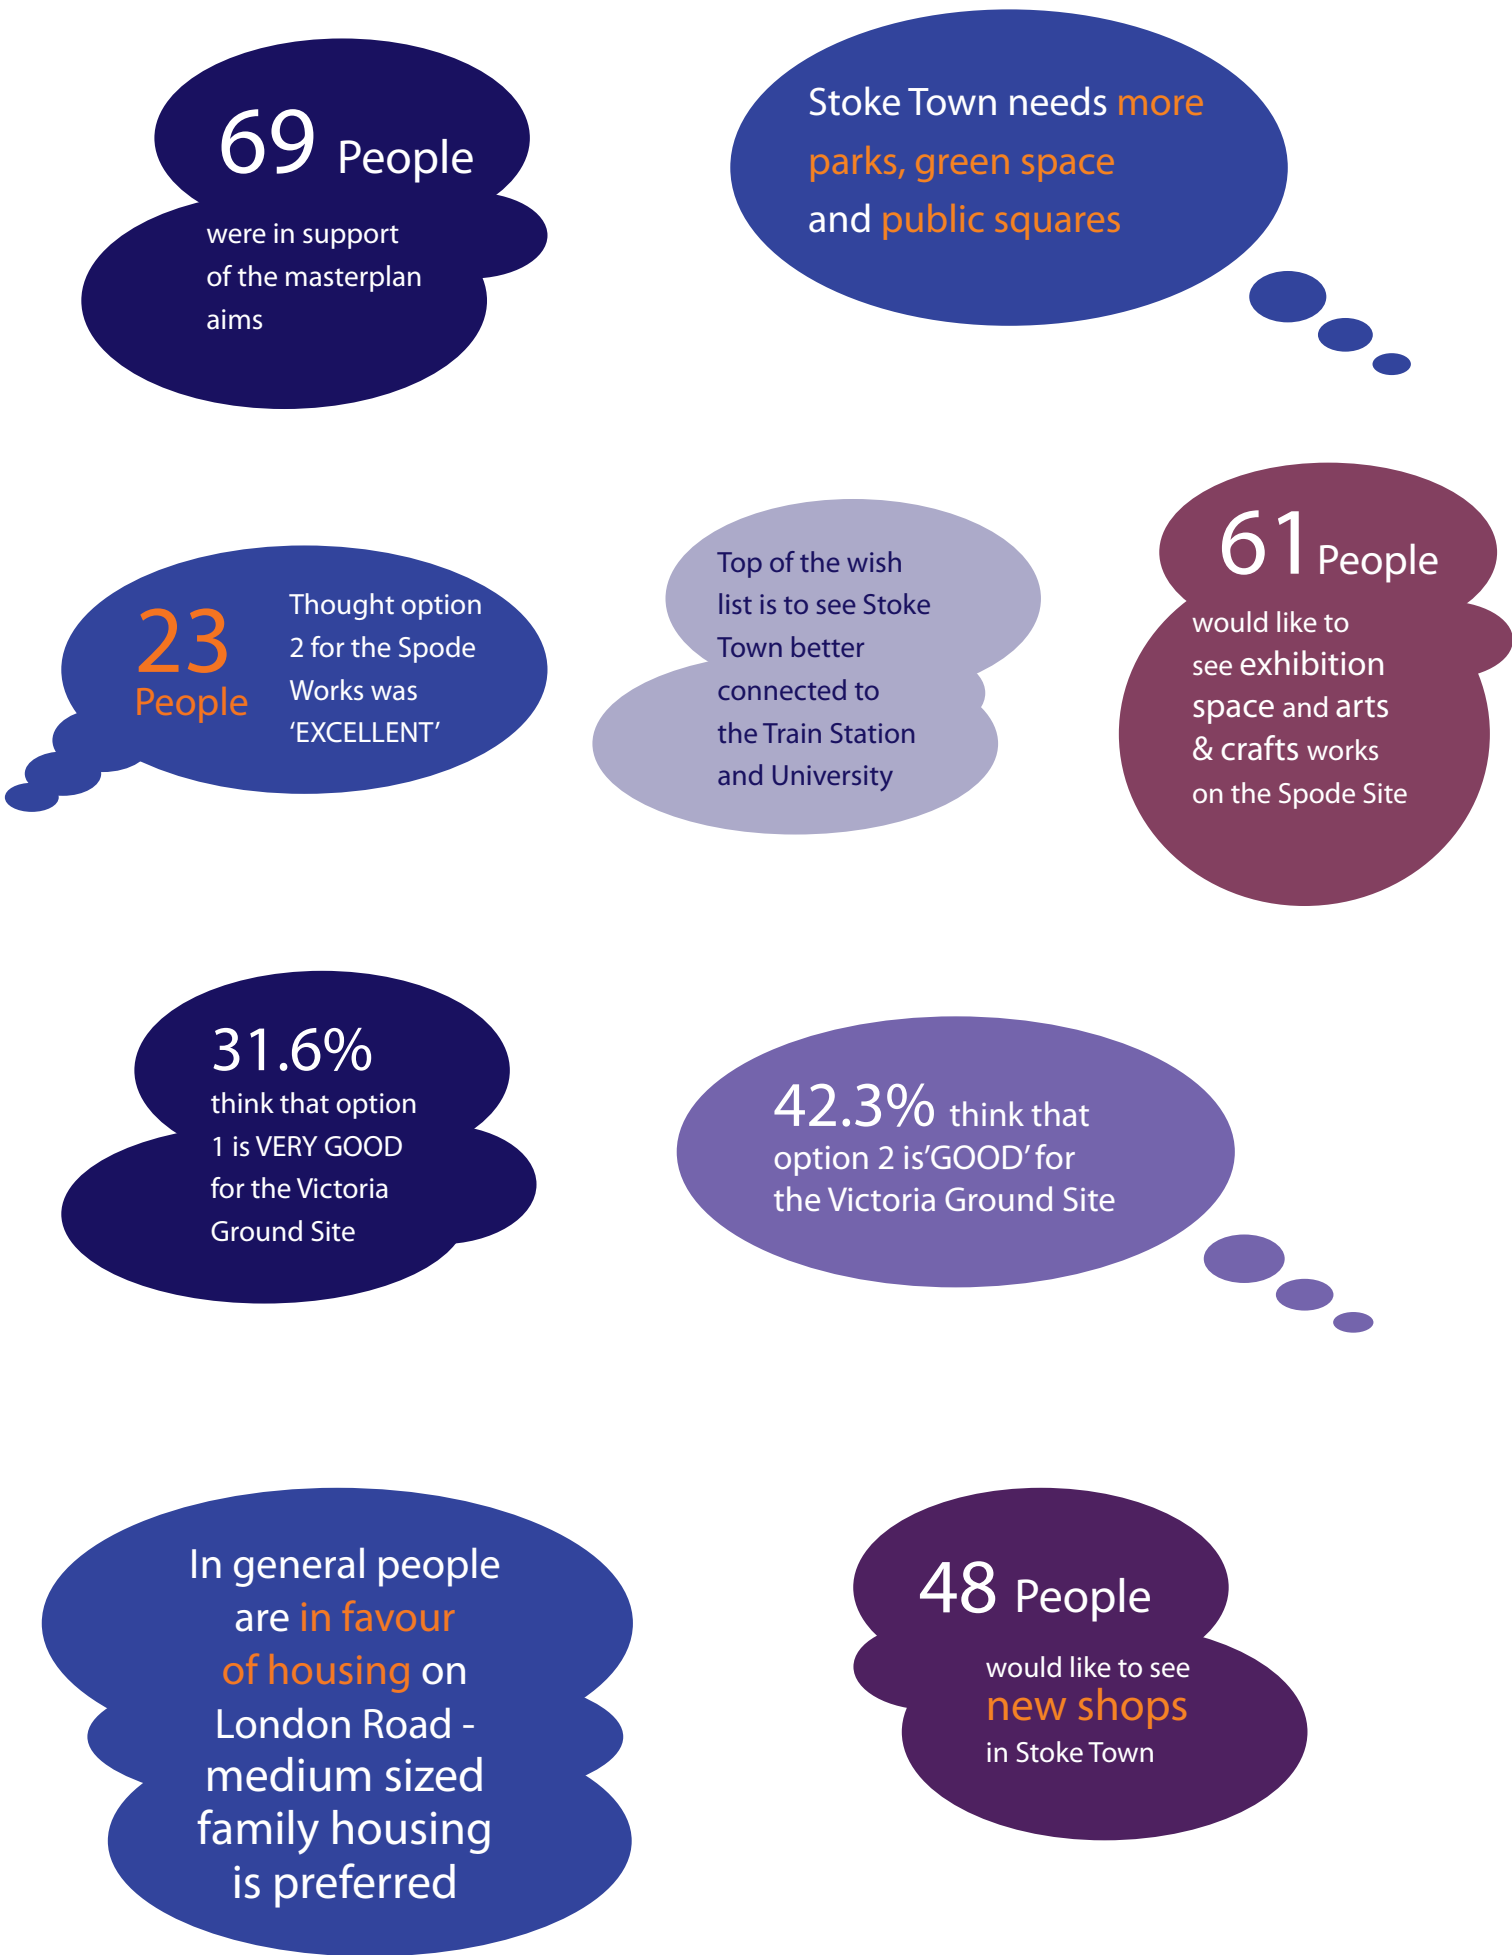 69 People
were in support
of the masterplan
aims
Stoke Town needs more
parks, green space
and public squares
23
People
Thought option
2 for the Spode
Works was
‘EXCELLENT’
Top of the wish
list is to see Stoke
Town better
connected to
the Train Station
and University
61 People
would like to
see exhibition
space and arts
& crafts works
on the Spode Site
31.6%
think that option
1 is VERY GOOD
for the Victoria
Ground Site
42.3% think that
option 2 is’GOOD’ for
the Victoria Ground Site
In general people
are in favour
of housing on
London Road -
medium sized
family housing
is preferred
48 People
would like to see
new shops
in Stoke Town